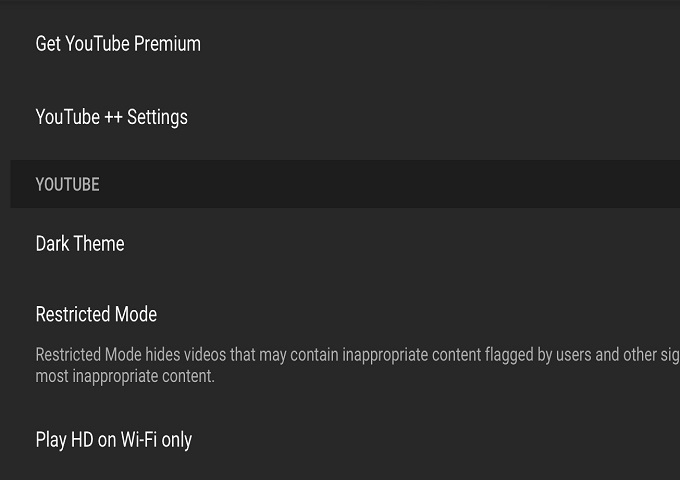 Get YouTube Premium
YouTube ++ Settings
YOUTUBE
Dark Theme
Restricted Mode
Restricted Mode hides videos that may contain inappropriate content flagged by users and other sig
most inappropriate content.
Play HD on Wi-Fi only